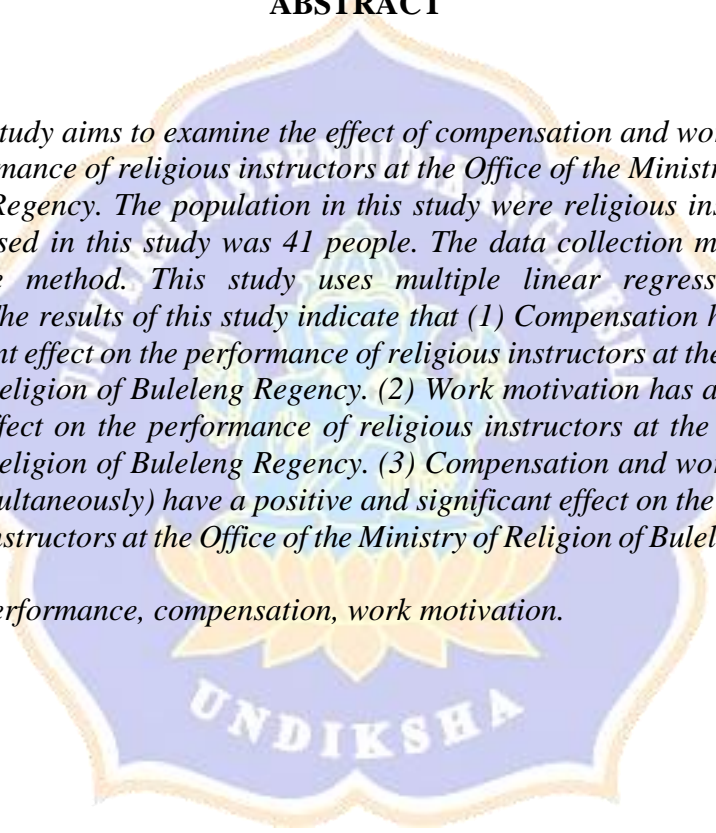 ABSTRACT
study aims to examine the effect of compensation and wo
mance of religious instructors at the Office of the Ministr
Regency. The population in this study were religious ins
sed in this study was 41 people. The data collection m
e method. This study uses multiple linear regress
he results of this study indicate that (1) Compensation h
nt effect on the performance of religious instructors at the
eligion of Buleleng Regency. (2) Work motivation has a
ffect on the performance of religious instructors at the
eligion of Buleleng Regency. (3) Compensation and wor
ultaneously) have a positive and significant effect on the
nstructors at the Office of the Ministry of Religion of Bulel
erformance, compensation, work motivation.
UNDIKSHA